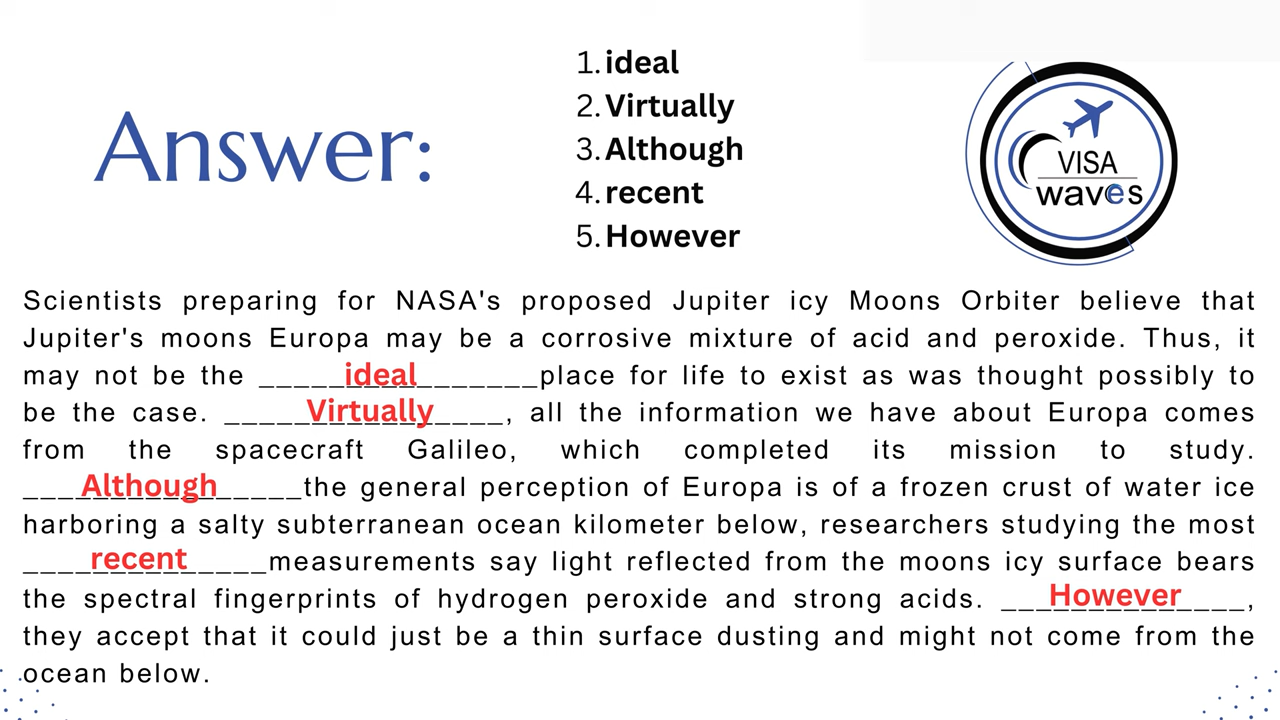 Answer:
1. ideal
2. Virtually
3. Although
4. recent
5. However
VISA
waves
Scientists preparing for NASA's proposed Jupiter icy Moons Orbiter believe that
Jupiter's moons Europa may be a corrosive mixture of acid and peroxide. Thus, it
may not be the ____ideal____place for life to exist as was thought possibly to
be the case. ____Virtually____, all the information we have about Europa comes
from the spacecraft Galileo, which completed its mission to study.
____Although____the general perception of Europa is of a frozen crust of water ice
harboring a salty subterranean ocean kilometer below, researchers studying the most
____recent____measurements say light reflected from the moons icy surface bears
the spectral fingerprints of hydrogen peroxide and strong acids. ____However____,
they accept that it could just be a thin surface dusting and might not come from the
ocean below.